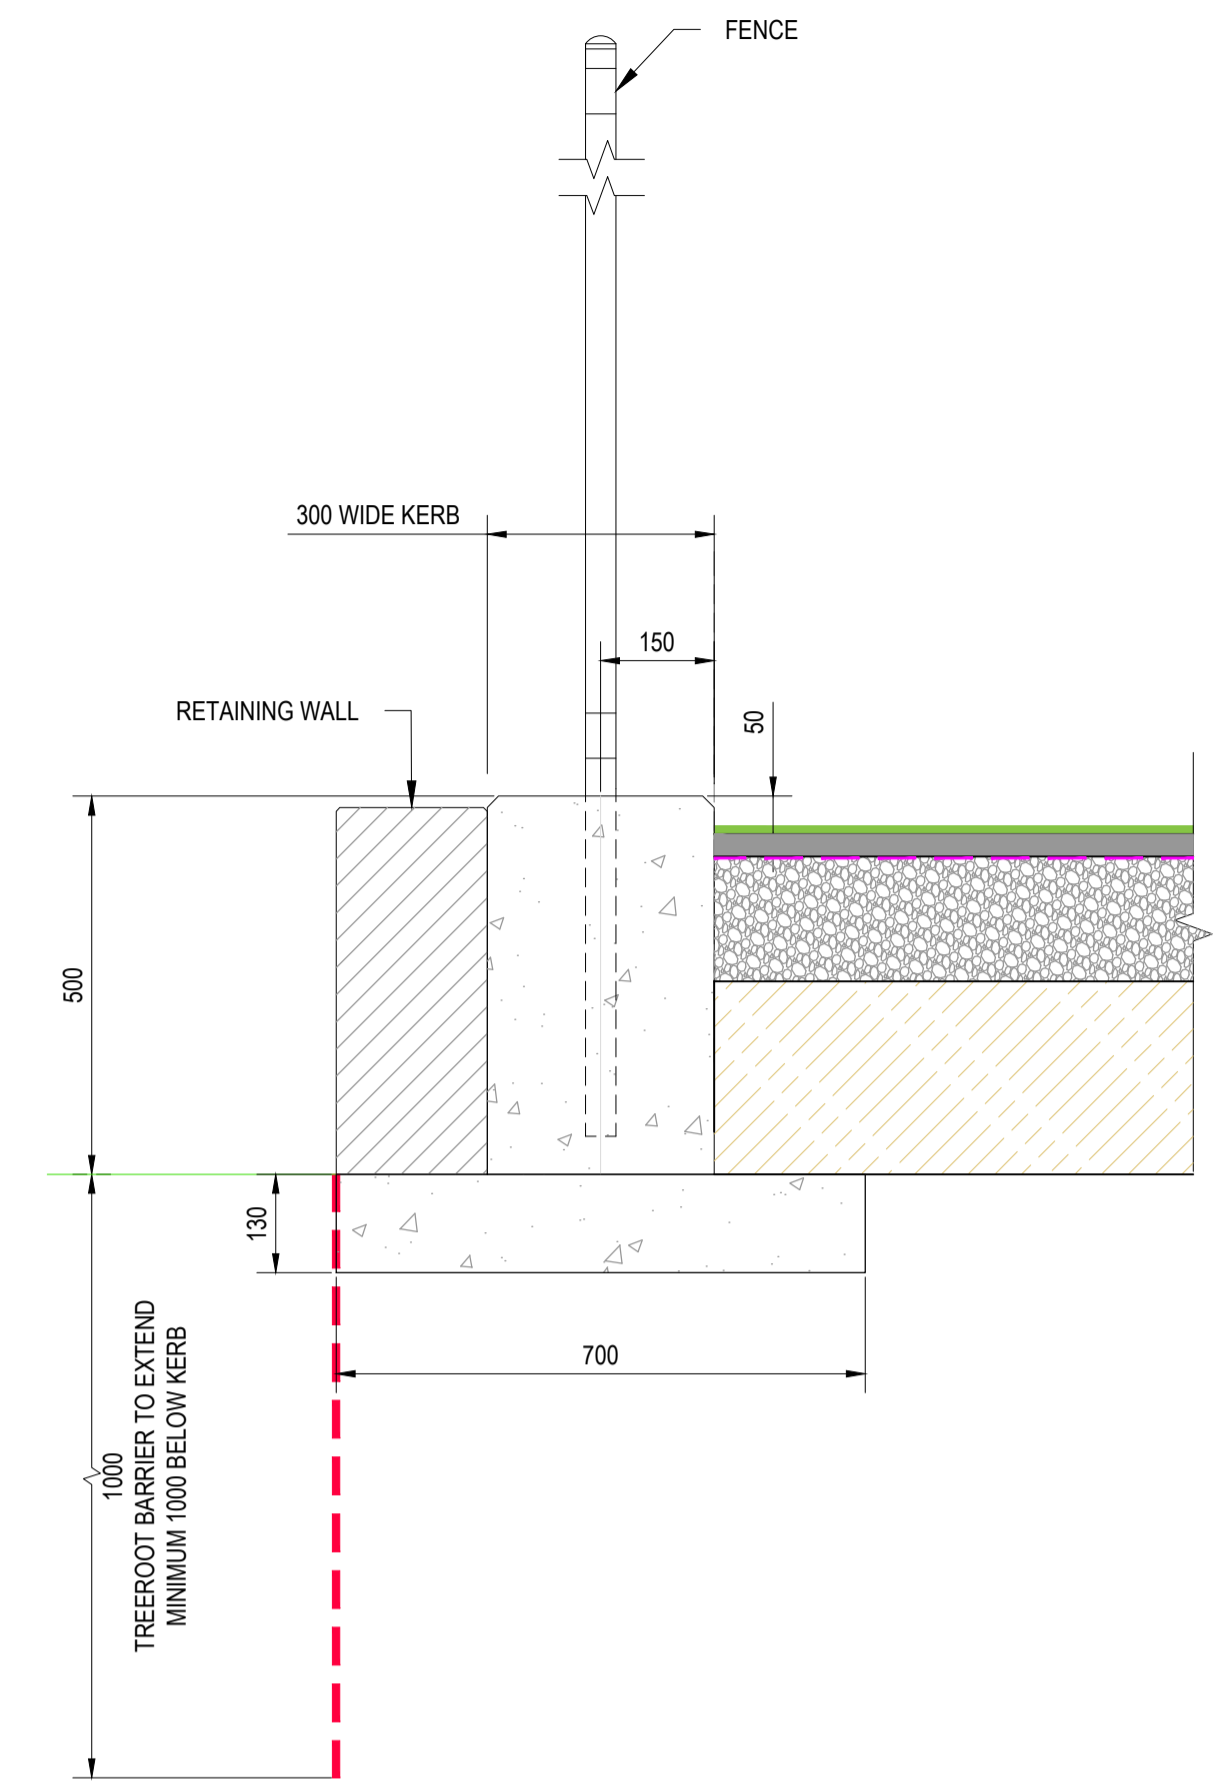 FENCE
300 WIDE KERB
150
RETAINING WALL
50
500
130
700
1000
TREEROOT BARRIER TO EXTEND
MINIMUM 1000 BELOW KERB